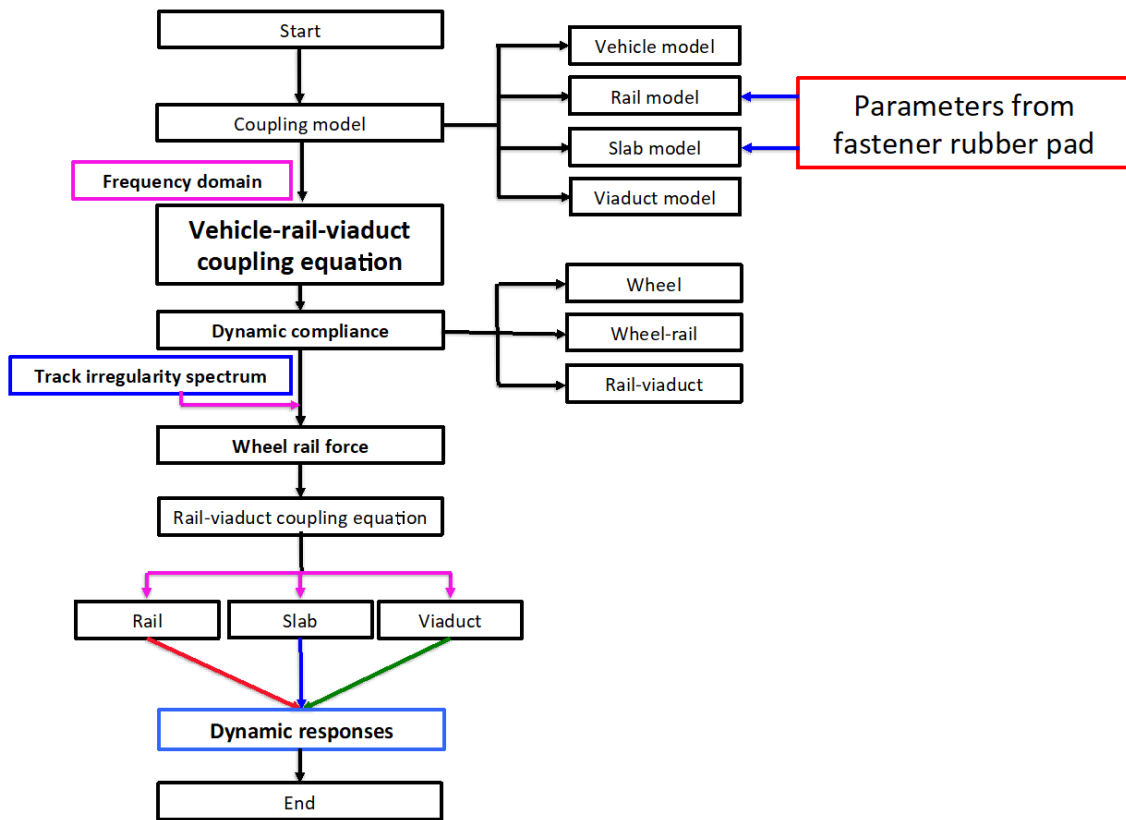 Start
Vehicle model
Rail model
Parameters from
fastener rubber pad
Coupling model
Slab model
Frequency domain
Viaduct model
Vehicle-rail-viaduct
coupling equation
Wheel
Dynamic compliance
Wheel-rail
Track irregularity spectrum
Rail-viaduct
Wheel rail force
Rail-viaduct coupling equation
Rail
Slab
Viaduct
Dynamic responses
End